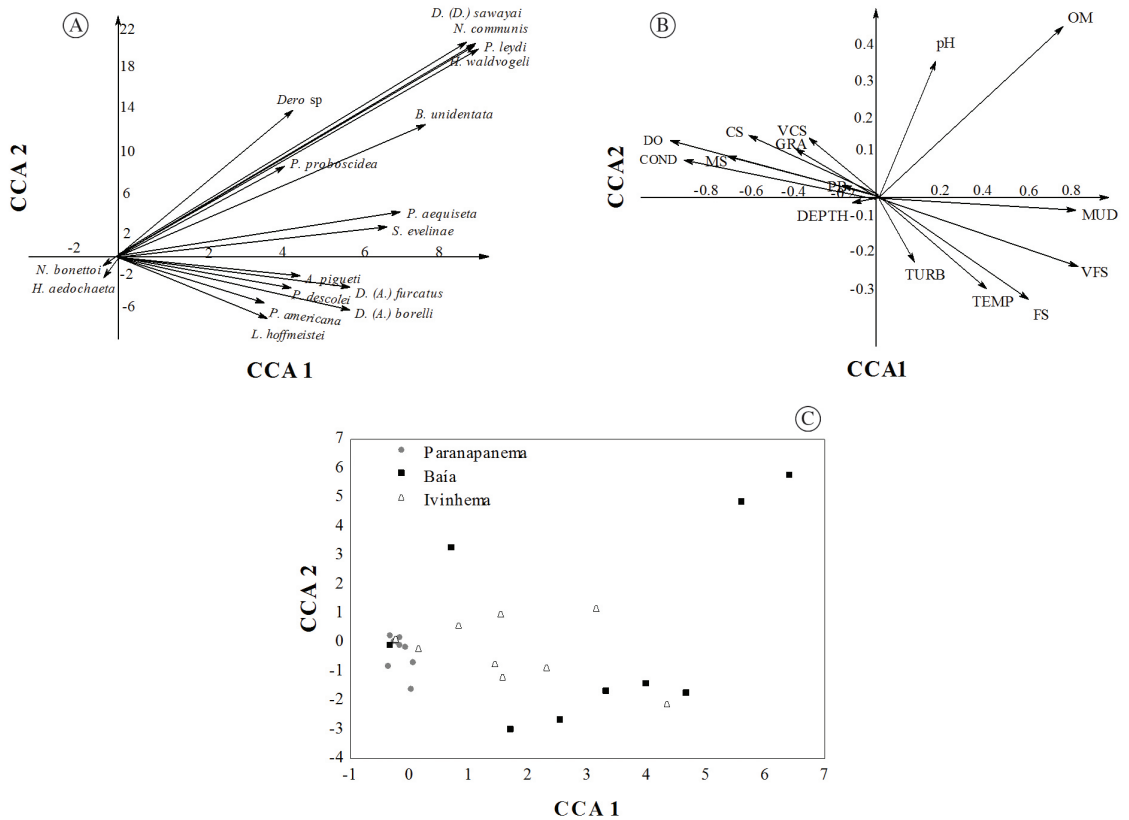 A
22
18
14
10
6
2
-2
-6
-2
2
4
6
8
CCA 2
CCA 1
D. (D.) sawayai
N. communis
P. leydi
H. waldvogeli
Dero sp
B. unidentata
P. proboscidea
P. aequiseta
S. evelinae
N. bonettoi
H. aedochaeta
A. pigueti
P. descolei
D. (A.) furcatus
P. americana
D. (A.) borelli
L. hoffmeistei
B
OM
pH
0.4
0.3
0.2
0.1
CS
VCS
GRA
DO
COND
MS
PB
-0.8
-0.6
-0.4
-0.2
0.2
0.4
0.6
0.8
DEPTH
-0.1
-0.2
-0.3
MUD
VFS
TURB
TEMP
FS
CCA2
CCA1
C
Paranapanema
Baía
Ivinhema
7
6
5
4
3
2
1
0
-1
-2
-3
-4
-1
0
1
2
3
4
5
6
7
CCA 2
CCA 1